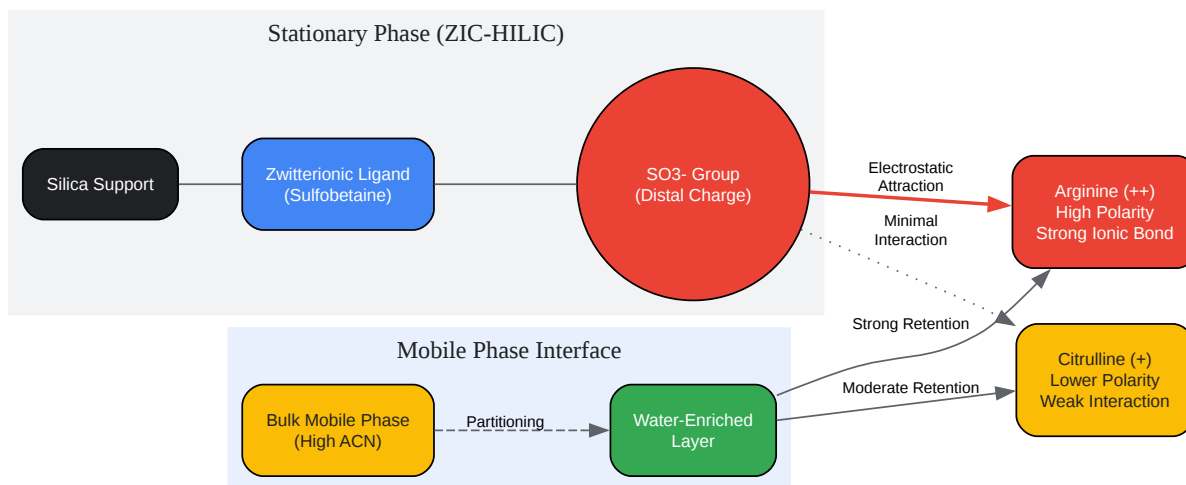 Stationary Phase (ZIC-HILIC)
Silica Support
Zwitterionic Ligand
(Sulfobetaine)
SO3- Group
(Distal Charge)
Electrostatic
Attraction
Minimal
Interaction
Arginine (++)
High Polarity
Strong Ionic Bond
Mobile Phase Interface
Bulk Mobile Phase
(High ACN)
Partitioning
Water-Enriched
Layer
Strong Retention
Moderate Retention
Citrulline (+)
Lower Polarity
Weak Interaction